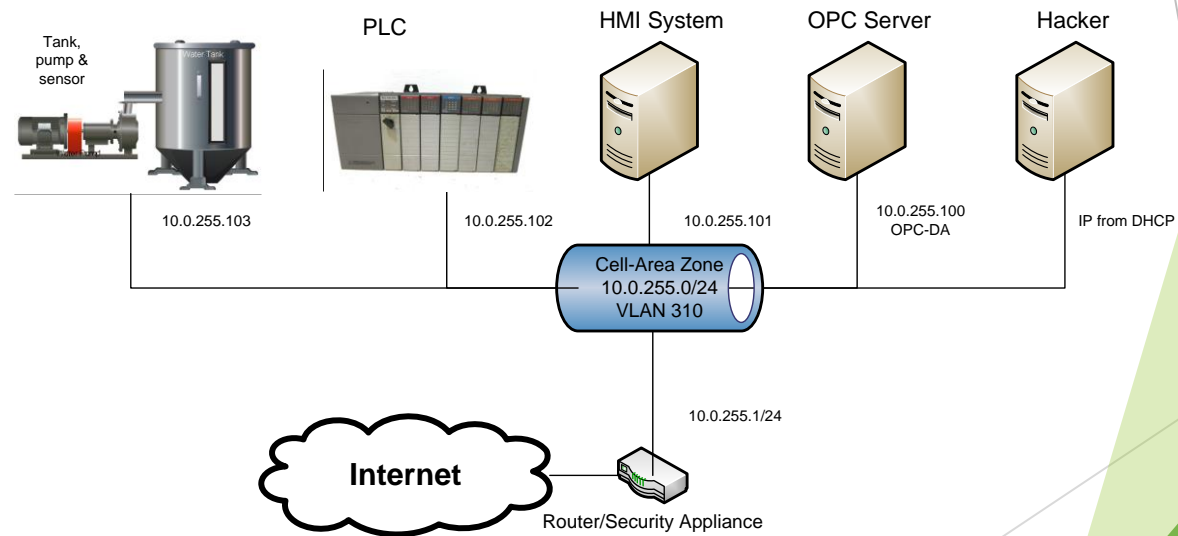 HMI System
OPC Server
Hacker
PLC
Tank,
pump &
sensor
Water Tank
10.0.255.103
10.0.255.102
10.0.255.101
10.0.255.100
OPC-DA
IP from DHCP
Cell-Area Zone
10.0.255.0/24
VLAN 310
10.0.255.1/24
Internet
Router/Security Appliance